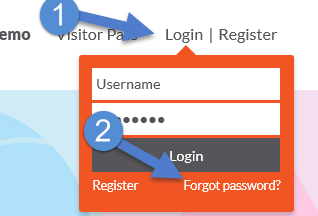 1
emo Visitor Pa Login | Register
Username
2
Login
Register Forgot password?